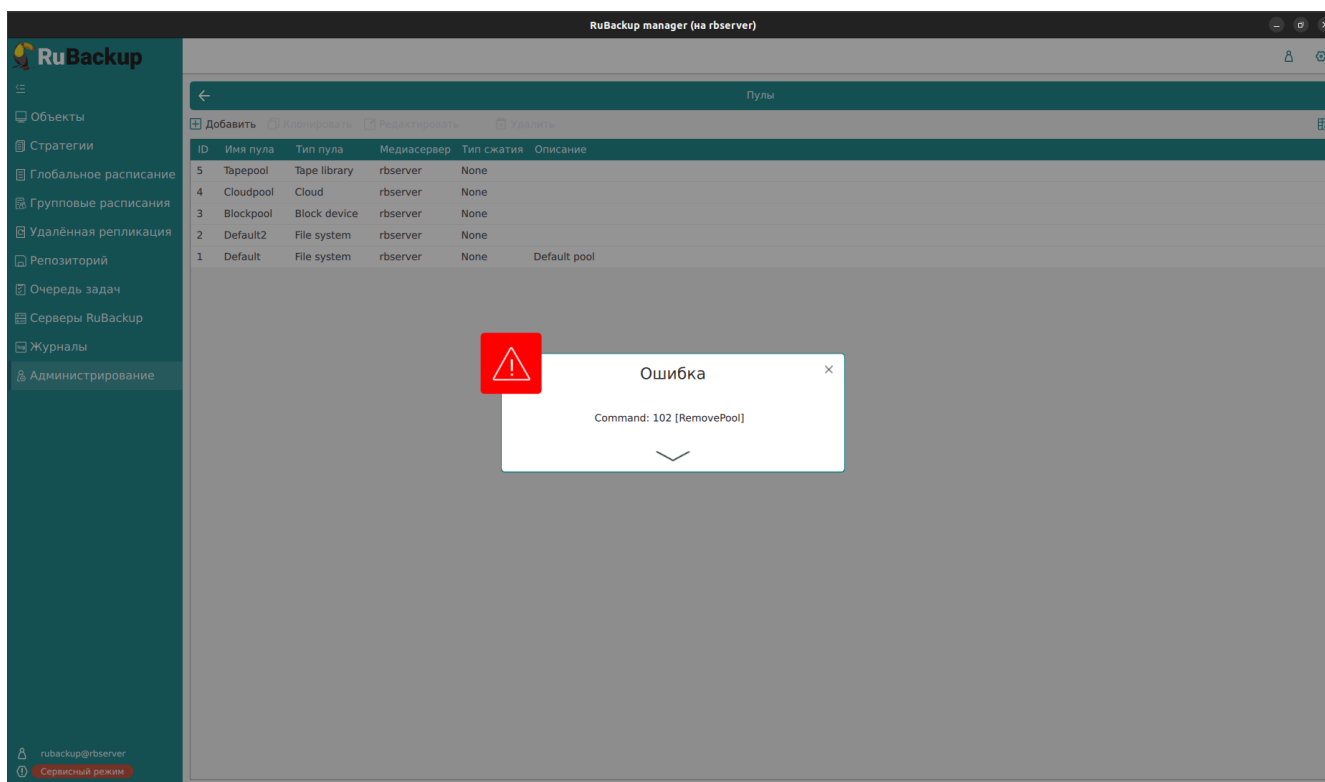 RuBackup manager (на rbserver)
RuBackup
Объекты
Стратегии
Глобальное расписание
Групповые расписания
Удалённая репликация
Репозиторий
Очередь задач
Серверы RuBackup
Журналы
Администрирование
rubackup@rbserver
Сервисный режим
Пулы
Добавить Клонировать Редактировать Удалить
ID Имя пула Тип пула Медиасервер Тип сжатия Описание
5 Tapepool Tape library rbserver None
4 Cloudpool Cloud rbserver None
3 Blockpool Block device rbserver None
2 Default2 File system rbserver None
1 Default File system rbserver None Default pool
Ошибка
Command: 102 [RemovePool]